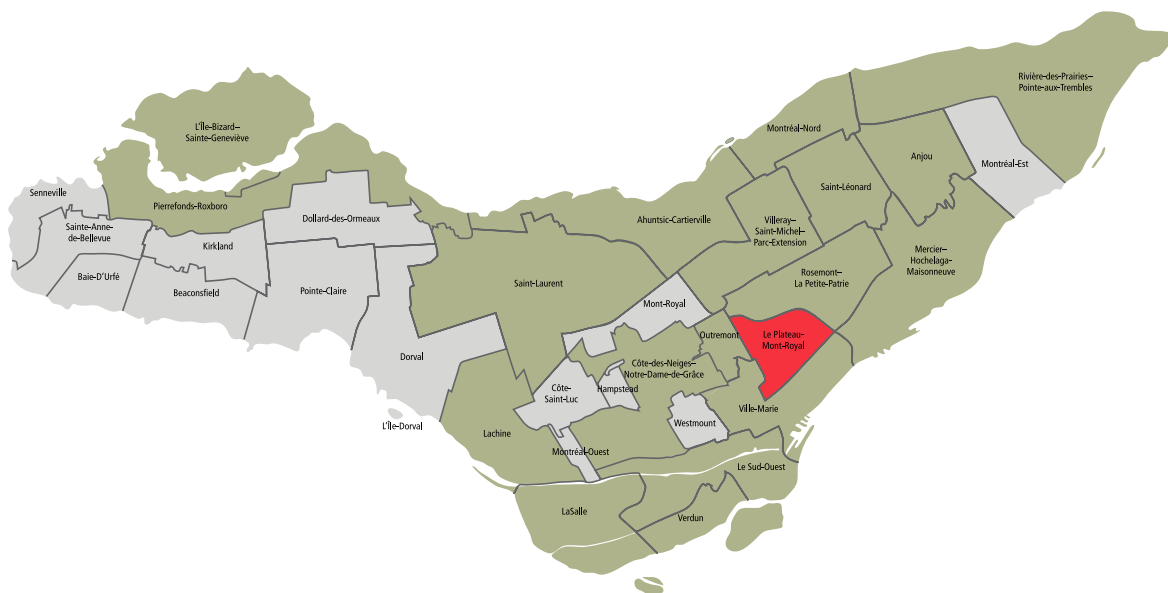 Rivière-des-Prairies–
Pointe-aux-Trembles
L'Île-Bizard–
Sainte-Geneviève
Montréal-Nord
Anjou
Montréal-Est
Saint-Léonard
Senneville
Pierrefonds-Roxboro
Dollard-des-Ormeaux
Ahuntsic-Cartierville
Villeray–
Saint-Michel–
Parc-Extension
Sainte-Anne-
de-Bellevue
Kirkland
Mercier–
Hochelaga-
Maisonneuve
Baie-D'Urfé
Beaconsfield
Pointe-Claire
Saint-Laurent
Rosemont–
La Petite-Patrie
Mont-Royal
Outremont
Le Plateau–
Mont-Royal
Dorval
Côte-des-Neiges–
Notre-Dame-de-Grâce
Côte-
Saint-Luc
Hampstead
Ville-Marie
L'Île-Dorval
Westmount
Lachine
Montréal-Ouest
Le Sud-Ouest
LaSalle
Verdun